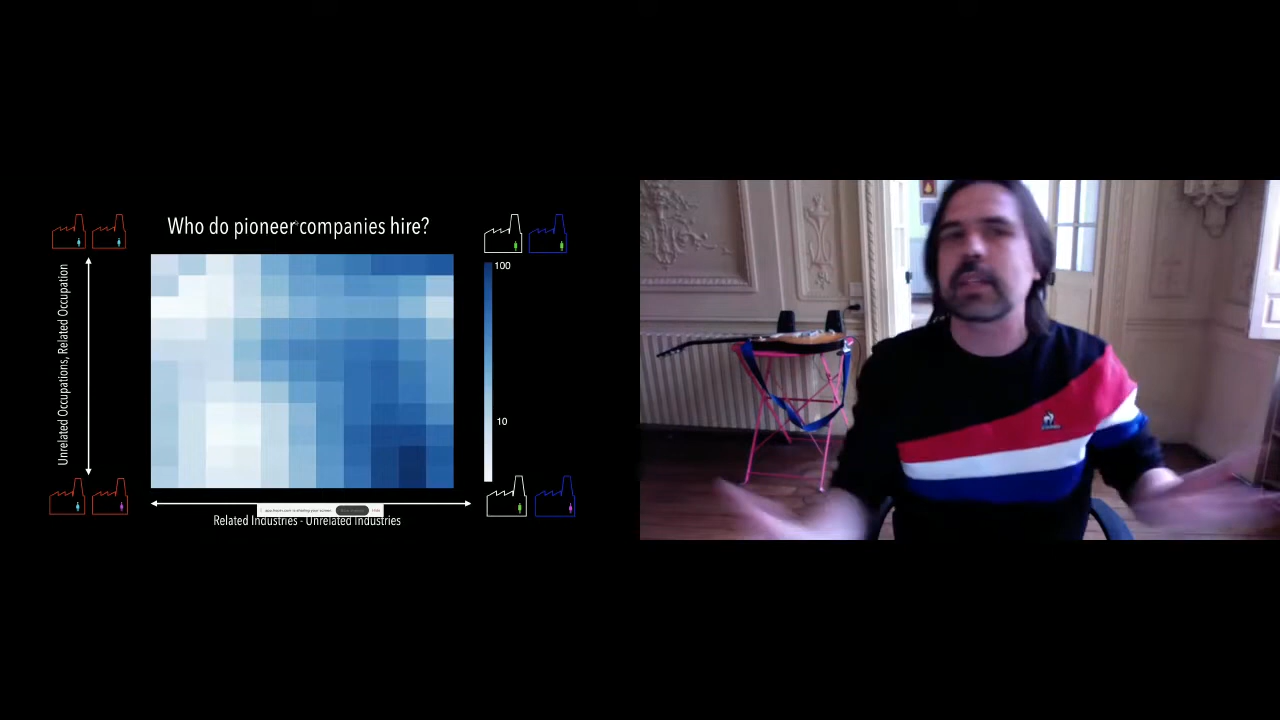 Who do pioneer companies hire?
Unrelated Occupations, Related Occupation
100
10
Related Industries - Unrelated Industries